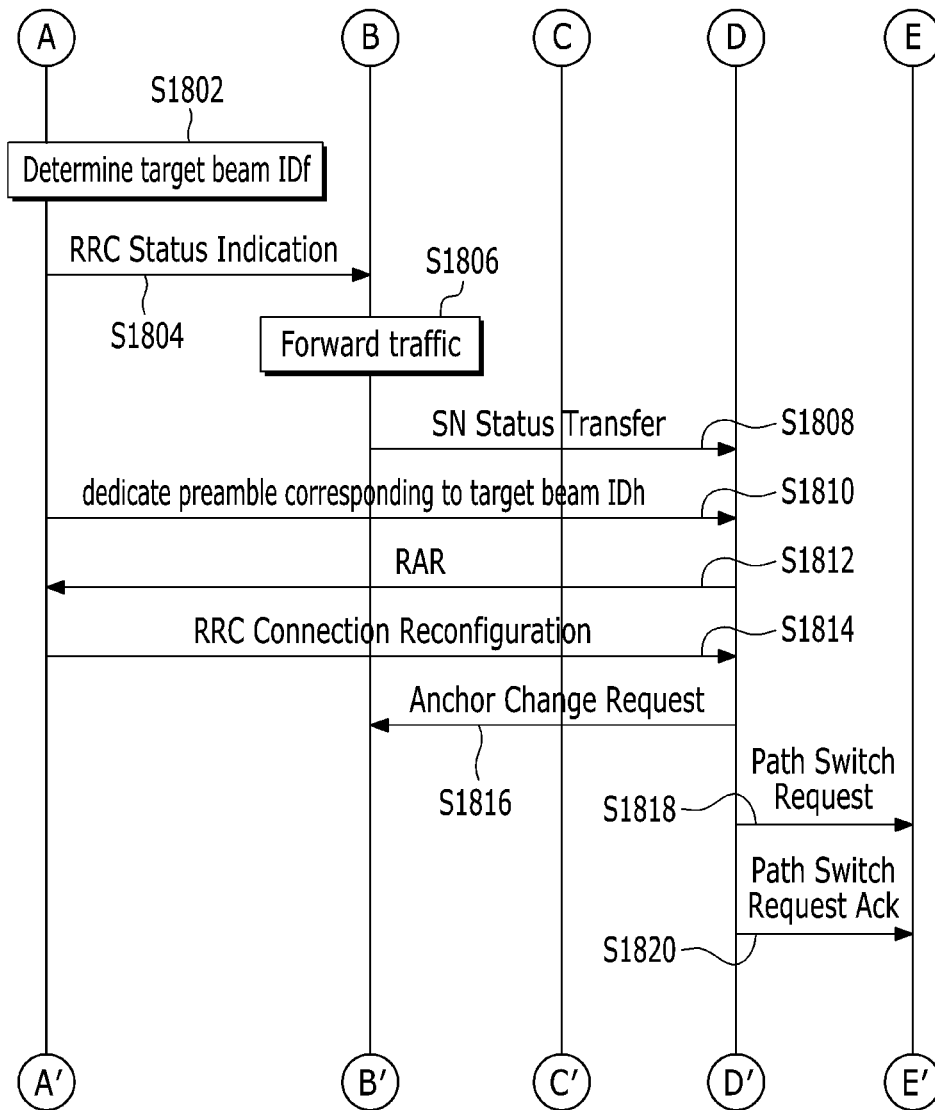 A B C D E
S1802
Determine target beam IDf
RRC Status Indication
S1804
S1806
Forward traffic
SN Status Transfer
S1808
dedicate preamble corresponding to target beam IDh
S1810
RAR
S1812
RRC Connection Reconfiguration
S1814
Anchor Change Request
S1816
Path Switch
Request
S1818
Path Switch
Request Ack
S1820
A' B' C' D' E'